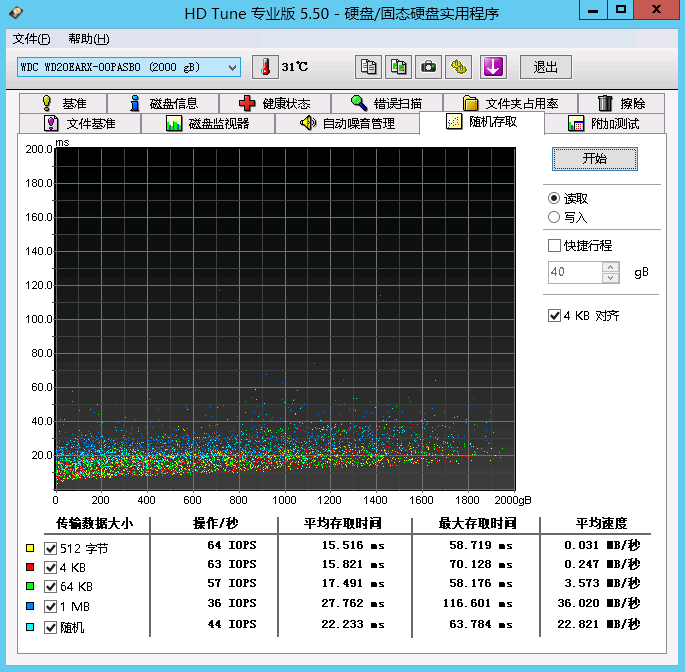 HD Tune 专业版 5.50 - 硬盘/固态硬盘实用程序
文件(F) 帮助(H)
WDC WD20EARX-00PASB0 (2000 gB) 31℃ 退出
基准 磁盘信息 健康状态 错误扫描 文件夹占用率 擦除
文件基准 磁盘监视器 自动噪音管理 随机存取 附加测试
ms
200.0
180.0
160.0
140.0
120.0
100.0
80.0
60.0
40.0
20.0
0 200 400 600 800 1000 1200 1400 1600 1800 2000gB
开始
读取
写入
快捷行程
40 gB
4 KB 对齐
传输数据大小 操作/秒 平均存取时间 最大存取时间 平均速度
512 字节 64 IOPS 15.516 ms 58.719 ms 0.031 MB/秒
4 KB 63 IOPS 15.821 ms 70.128 ms 0.247 MB/秒
64 KB 57 IOPS 17.491 ms 58.176 ms 3.573 MB/秒
1 MB 36 IOPS 27.762 ms 116.601 ms 36.020 MB/秒
随机 44 IOPS 22.233 ms 63.784 ms 22.821 MB/秒